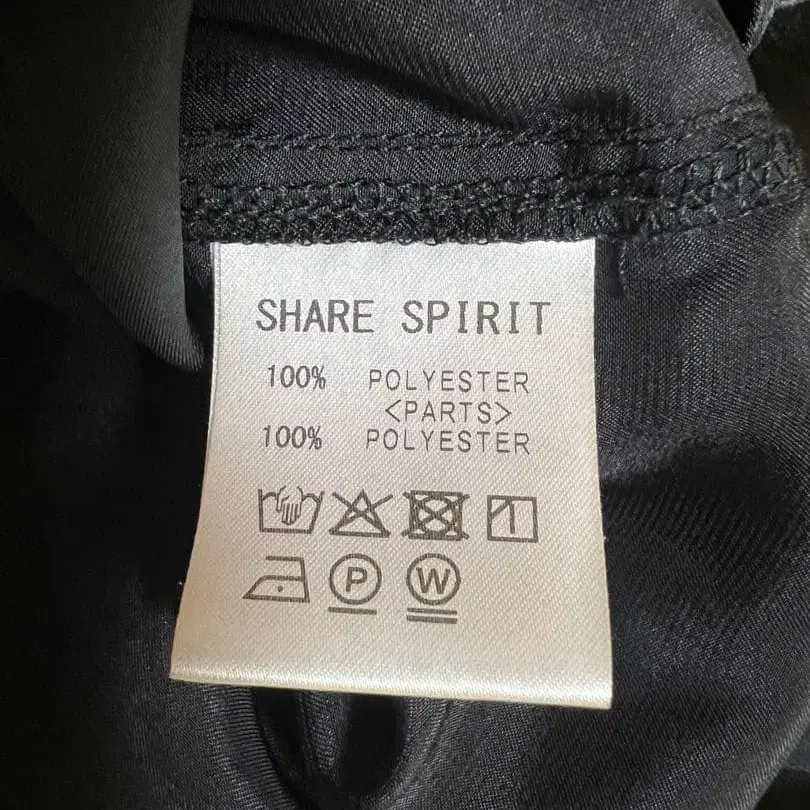 SHARE SPIRIT
100% POLYESTER
<PARTS>
100% POLYESTER
P W